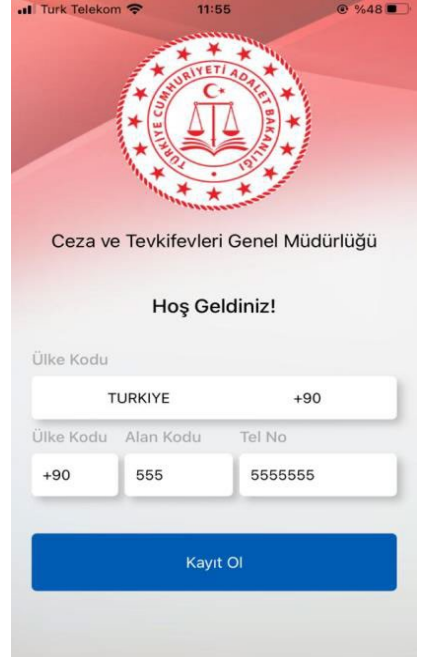 Turk Telekom 11:55 %48
TÜRKİYE CUMHURİYETİ ADALET BAKANLIĞI
Ceza ve Tevkifevleri Genel Müdürlüğü
Hoş Geldiniz!
Ülke Kodu
TURKIYE +90
Ülke Kodu Alan Kodu Tel No
+90 555 5555555
Kayıt Ol